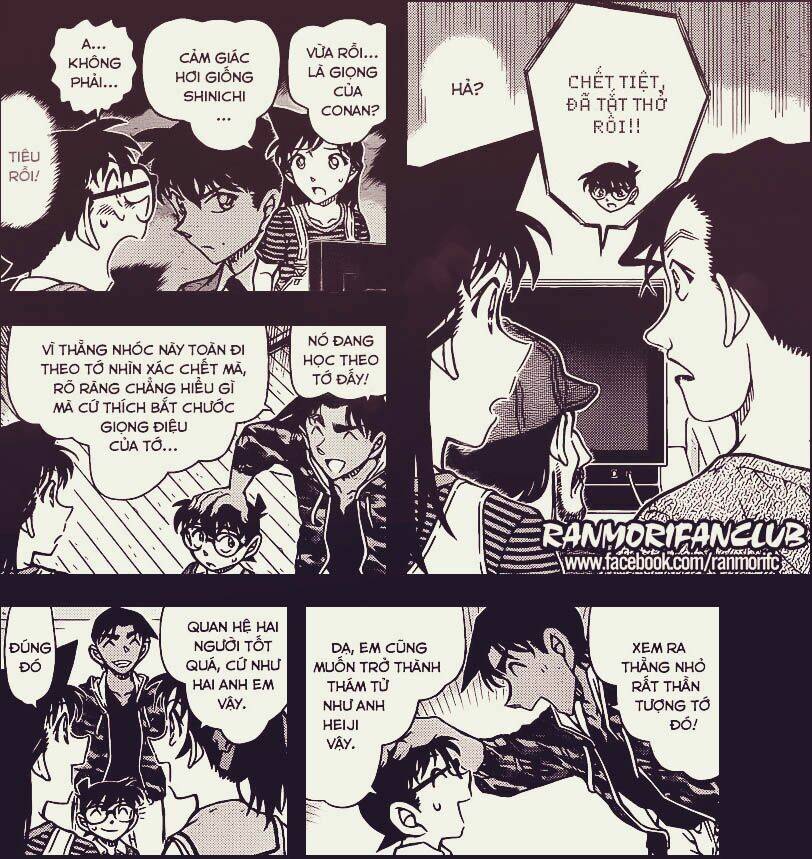 HẢ?
CHẾT TIỆT,
ĐÃ TẮT THỞ
RỒI!!
RANMORIFANCLUB
www.facebook.com/ranmorifc
VỪA RỒI...
LÀ GIỌNG
CỦA
CONAN?
CẢM GIÁC
HƠI GIỐNG
SHINICHI
...
A...
KHÔNG
PHẢI...
TIÊU
RỒI!
NÓ ĐANG
HỌC THEO
TỚ ĐẤY!
VÌ THẰNG NHÓC NÀY TOÀN ĐI
THEO TỚ NHÌN XÁC CHẾT MÀ,
RÕ RÀNG CHẲNG HIỂU GÌ
MÀ CỨ THÍCH BẮT CHƯỚC
GIỌNG ĐIỆU
CỦA TỚ...
XEM RA
THẰNG NHỎ
RẤT THẦN
TƯỢNG TỚ
ĐÓ!
DẠ, EM CŨNG
MUỐN TRỞ THÀNH
THÁM TỬ
NHƯ ANH
HEIJI
VẬY.
QUAN HỆ HAI
NGƯỜI TỐT
QUÁ, CỨ NHƯ
HAI ANH EM
VẬY.
ĐÚNG
ĐÓ